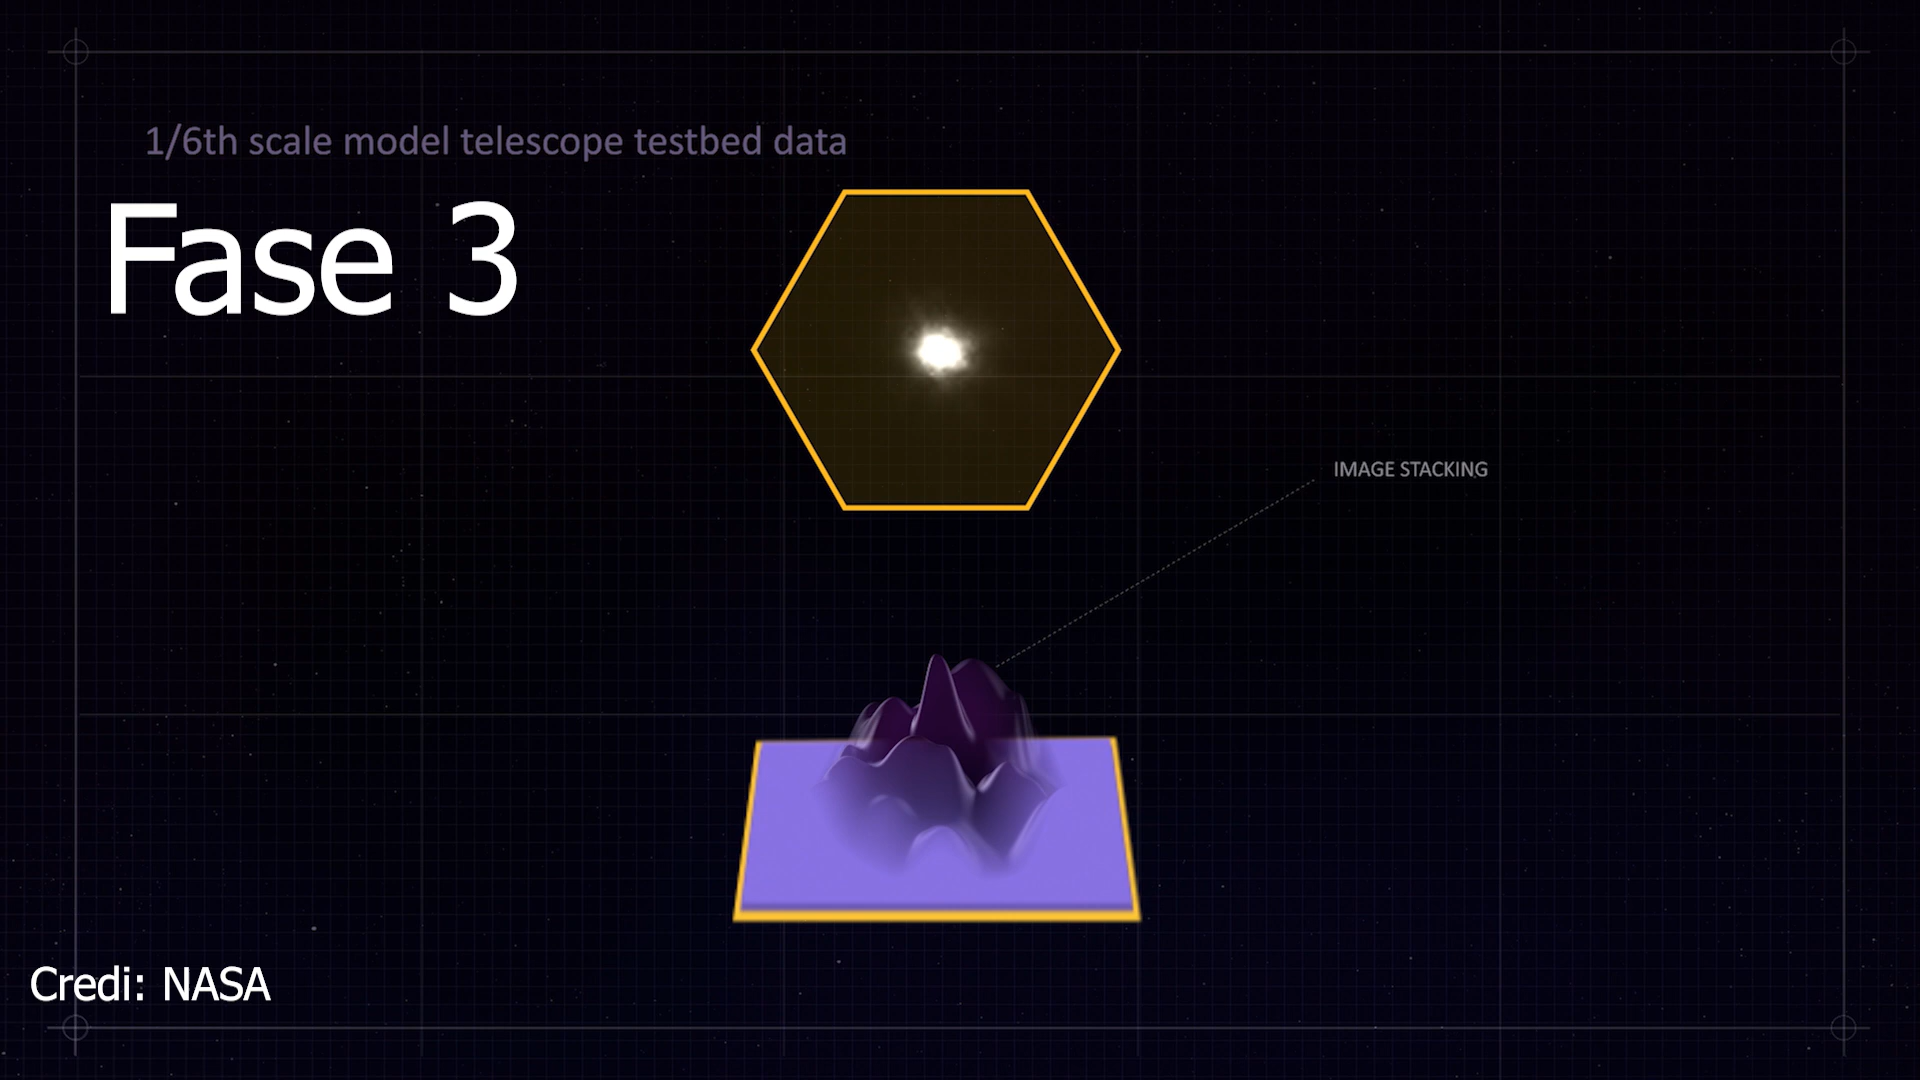 1/6th scale model telescope testbed data
Fase 3
IMAGE STACKING
Credi: NASA